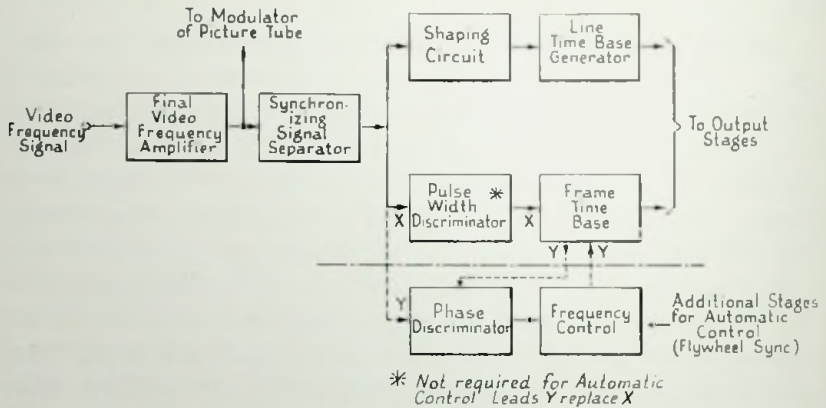 To Modulator
of Picture Tube
Shaping
Circuit
Line
Time Base
Generator
Video
Frequency
Signal
Final
Video
Frequency
Amplifier
Synchron-
izing
Signal
Separator
To Output
Stages
X
Pulse *
Width
Discriminator
X
Frame
Time
Base
Y
Y
Y
Phase
Discriminator
Frequency
Control
Additional Stages
for Automatic
Control
(Flywheel Sync)
* Not required for Automatic
Control Leads Y replace X